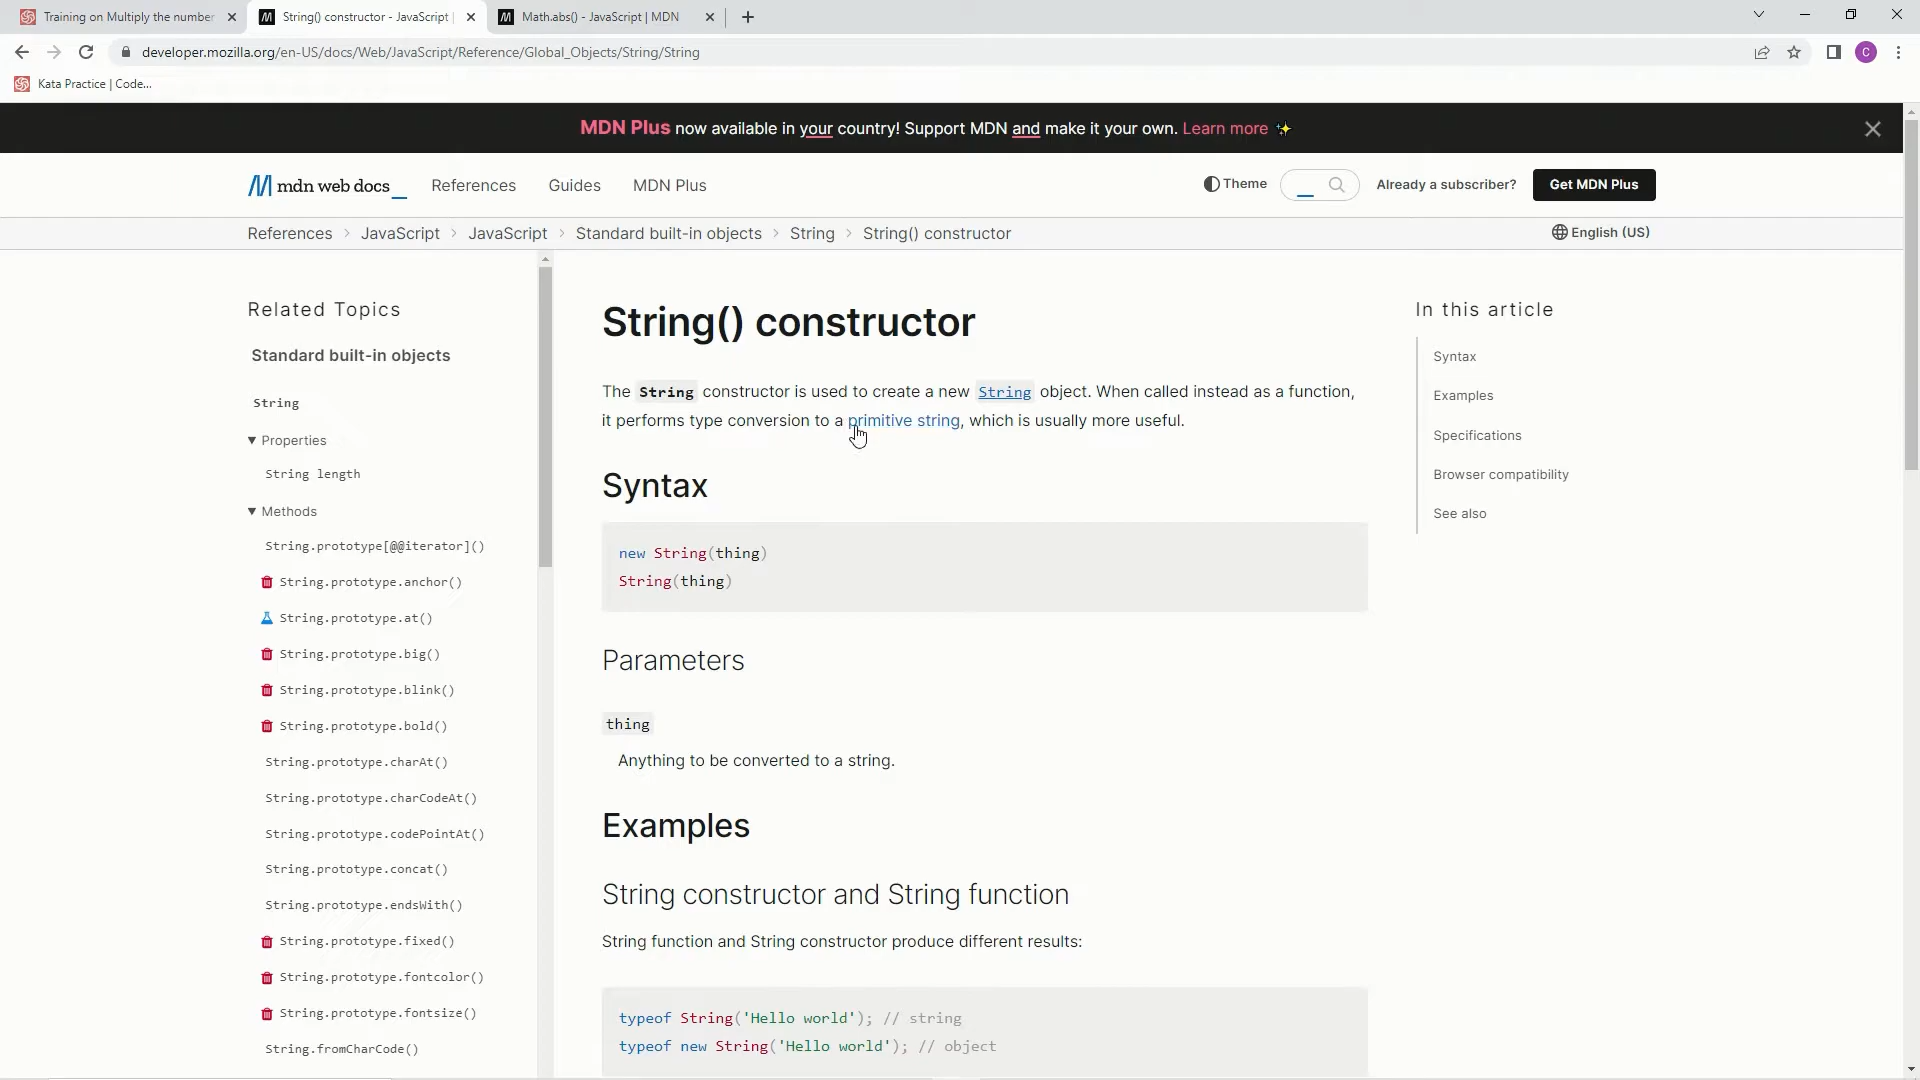 Training on Multiply the number
String() constructor - JavaScript |
Math.abs() - JavaScript | MDN
developer.mozilla.org/en-US/docs/Web/JavaScript/Reference/Global_Objects/String/String
C
Kata Practice | Code...
MDN Plus now available in your country! Support MDN and make it your own. Learn more ✨
mdn web docs_
References
Guides
MDN Plus
Theme
Already a subscriber?
Get MDN Plus
References > JavaScript > JavaScript > Standard built-in objects > String > String() constructor
English (US)
Related Topics
Standard built-in objects
String
▼ Properties
String length
▼ Methods
String.prototype[@@iterator]()
String.prototype.anchor()
String.prototype.at()
String.prototype.big()
String.prototype.blink()
String.prototype.bold()
String.prototype.charAt()
String.prototype.charCodeAt()
String.prototype.codePointAt()
String.prototype.concat()
String.prototype.endsWith()
String.prototype.fixed()
String.prototype.fontcolor()
String.prototype.fontsize()
String.fromCharCode()
String() constructor
The String constructor is used to create a new String object. When called instead as a function,
it performs type conversion to a primitive string, which is usually more useful.
Syntax
new String(thing)
String(thing)
Parameters
thing
Anything to be converted to a string.
Examples
String constructor and String function
String function and String constructor produce different results:
typeof String('Hello world'); // string
typeof new String('Hello world'); // object
In this article
Syntax
Examples
Specifications
Browser compatibility
See also